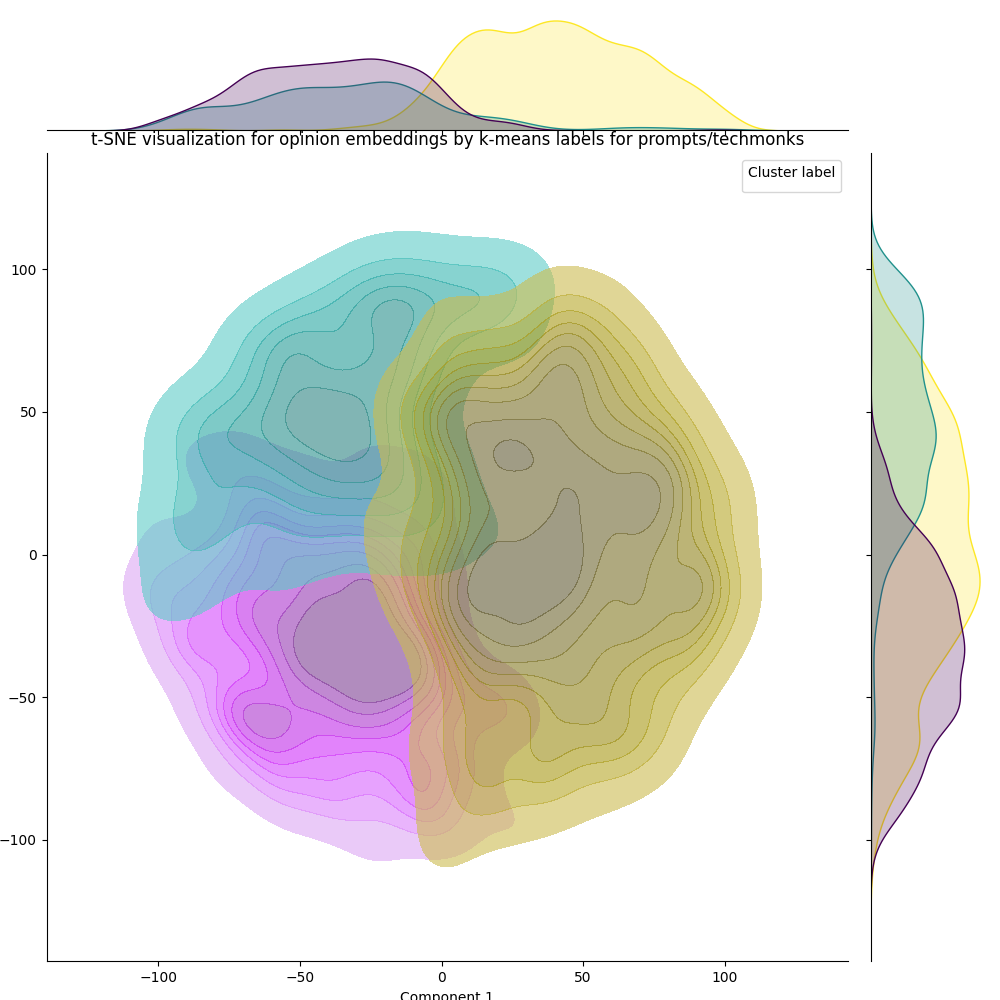 t-SNE visualization for opinion embeddings by k-means labels for prompts/techmonks
Cluster label
100
50
0
−50
−100
−100 −50 0 50 100
Component 1